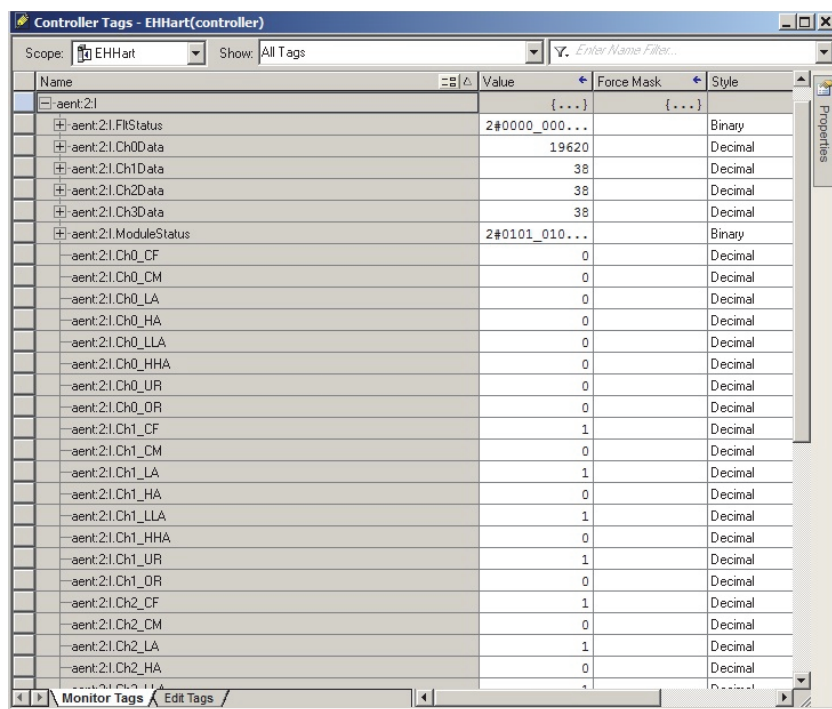 Controller Tags - EHHart(controller)
Scope: EHHart Show: All Tags Enter Name Filter...
Name Value Force Mask Style
aent:2:I {...} {...}
aent:2:I.FltStatus 2#0000_000... Binary
aent:2:I.Ch0Data 19620 Decimal
aent:2:I.Ch1Data 38 Decimal
aent:2:I.Ch2Data 38 Decimal
aent:2:I.Ch3Data 38 Decimal
aent:2:I.ModuleStatus 2#0101_010... Binary
aent:2:I.Ch0_CF 0 Decimal
aent:2:I.Ch0_CM 0 Decimal
aent:2:I.Ch0_LA 0 Decimal
aent:2:I.Ch0_HA 0 Decimal
aent:2:I.Ch0_LLA 0 Decimal
aent:2:I.Ch0_HHA 0 Decimal
aent:2:I.Ch0_UR 0 Decimal
aent:2:I.Ch0_OR 0 Decimal
aent:2:I.Ch1_CF 1 Decimal
aent:2:I.Ch1_CM 0 Decimal
aent:2:I.Ch1_LA 1 Decimal
aent:2:I.Ch1_HA 0 Decimal
aent:2:I.Ch1_LLA 1 Decimal
aent:2:I.Ch1_HHA 0 Decimal
aent:2:I.Ch1_UR 1 Decimal
aent:2:I.Ch1_OR 0 Decimal
aent:2:I.Ch2_CF 1 Decimal
aent:2:I.Ch2_CM 0 Decimal
aent:2:I.Ch2_LA 1 Decimal
aent:2:I.Ch2_HA 0 Decimal
Monitor Tags Edit Tags
Properties